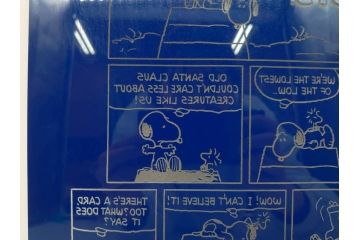 WE'RE THE LOWEST
OF THE LOW...
OLD SANTA CLAUS
COULDN'T CARE LESS ABOUT
CREATURES LIKE US!
WOW! I CAN'T BELIEVE IT!
THERE'S A CARD,
TOO? WHAT DOES
IT SAY?